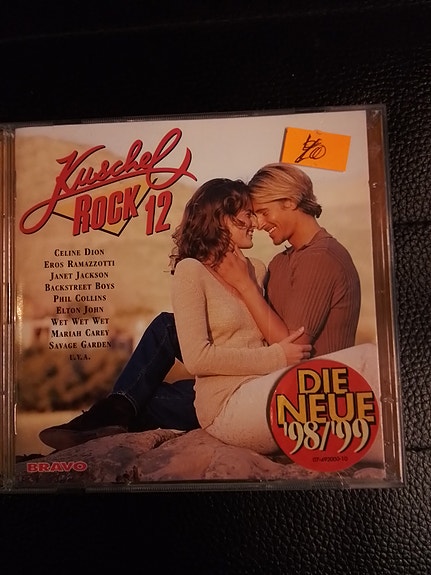 Kuschel
ROCK 12
CELINE DION
EROS RAMAZZOTTI
JANET JACKSON
BACKSTREET BOYS
PHIL COLLINS
ELTON JOHN
WET WET WET
MARIAH CAREY
SAVAGE GARDEN
U.V.A.
DIE
NEUE
'98/'99
BRAVO